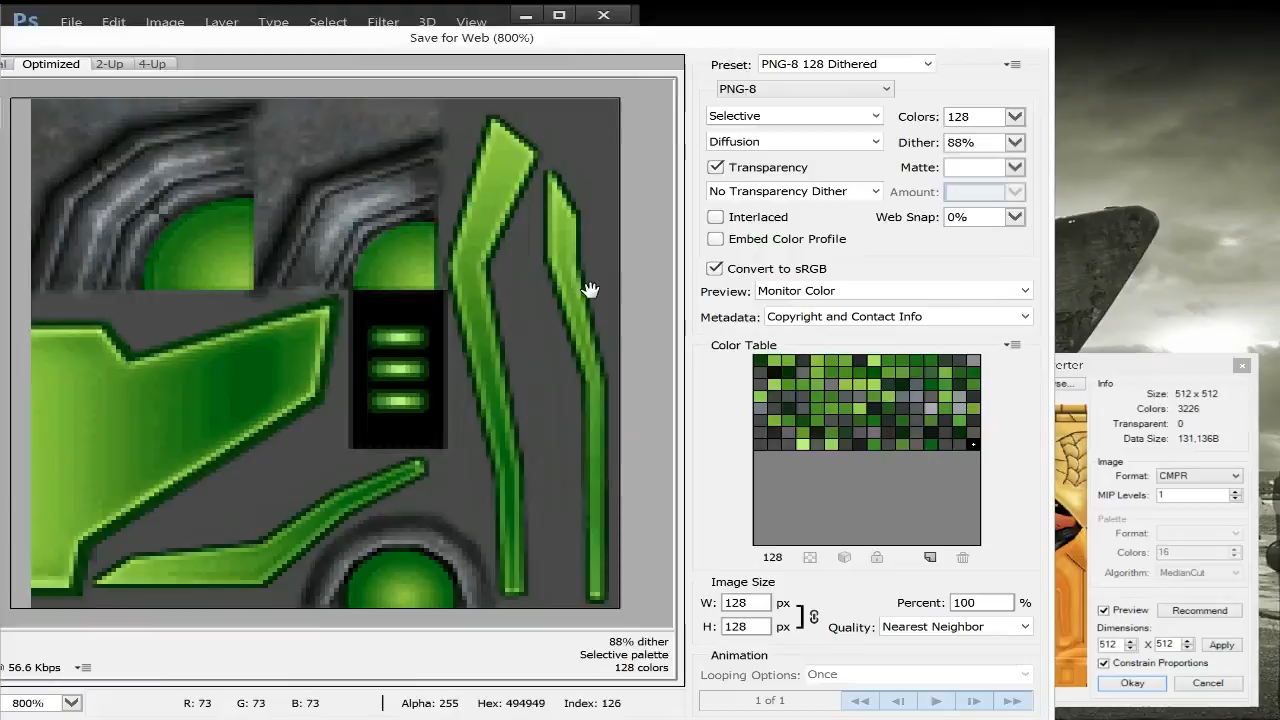 Ps File Edit Image Layer Type Select Filter 3D View
Save for Web (800%)
al Optimized 2-Up 4-Up
Preset: PNG-8 128 Dithered
PNG-8
Selective Colors: 128
Diffusion Dither: 88%
Transparency Matte:
No Transparency Dither Amount:
Interlaced Web Snap: 0%
Embed Color Profile
Convert to sRGB
Preview: Monitor Color
Metadata: Copyright and Contact Info
Color Table
128
Image Size
W: 128 px Percent: 100 %
H: 128 px Quality: Nearest Neighbor
Animation
Looping Options: Once
1 of 1
88% dither
Selective palette
128 colors
@ 56.6 Kbps
800% R: 73 G: 73 B: 73 Alpha: 255 Hex: 494949 Index: 126
erter
se... Info
Size: 512 x 512
Colors: 3226
Transparent: 0
Data Size: 131,136B
Image
Format: CMPR
MIP Levels: 1
Palette
Format:
Colors: 16
Algorithm: MedianCut
Preview Recommend
Dimensions:
512 X 512 Apply
Constrain Proportions
Okay Cancel